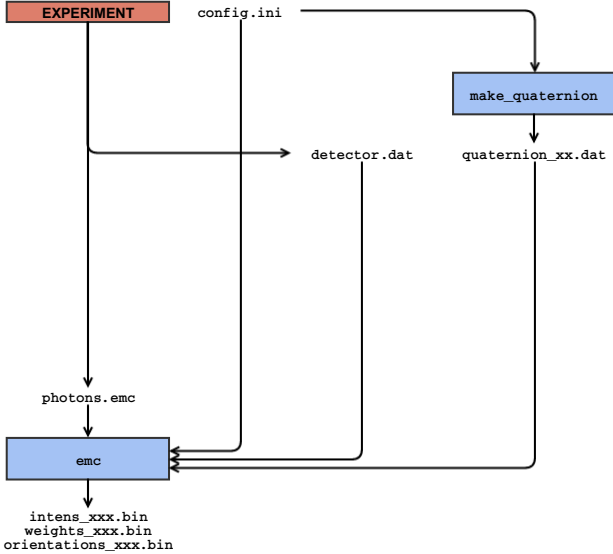 EXPERIMENT
config.ini
make_quaternion
detector.dat
quaternion_xx.dat
photons.emc
emc
intens_xxx.bin
weights_xxx.bin
orientations_xxx.bin